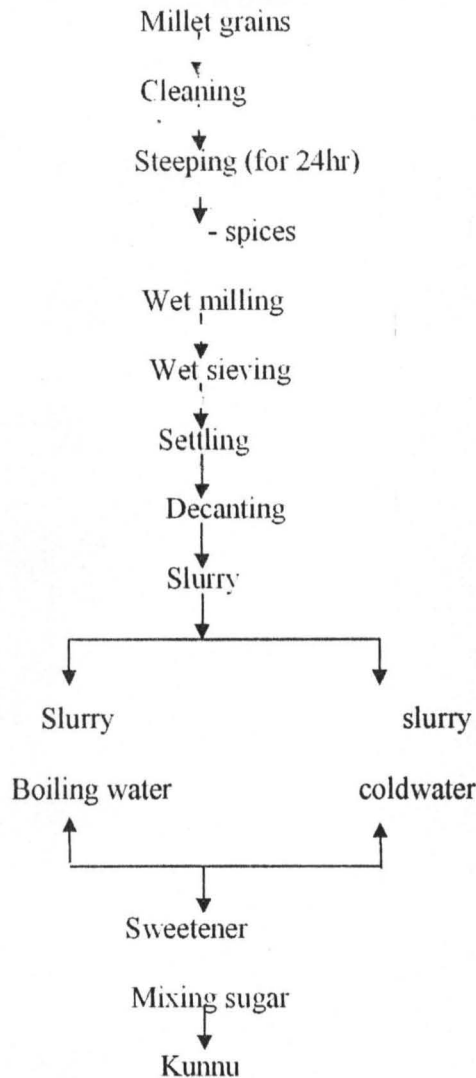 Millet grains
Cleaning
Steeping (for 24hr)
- spices
Wet milling
Wet sieving
Settling
Decanting
Slurry
Slurry slurry
Boiling water coldwater
Sweetener
Mixing sugar
Kunnu